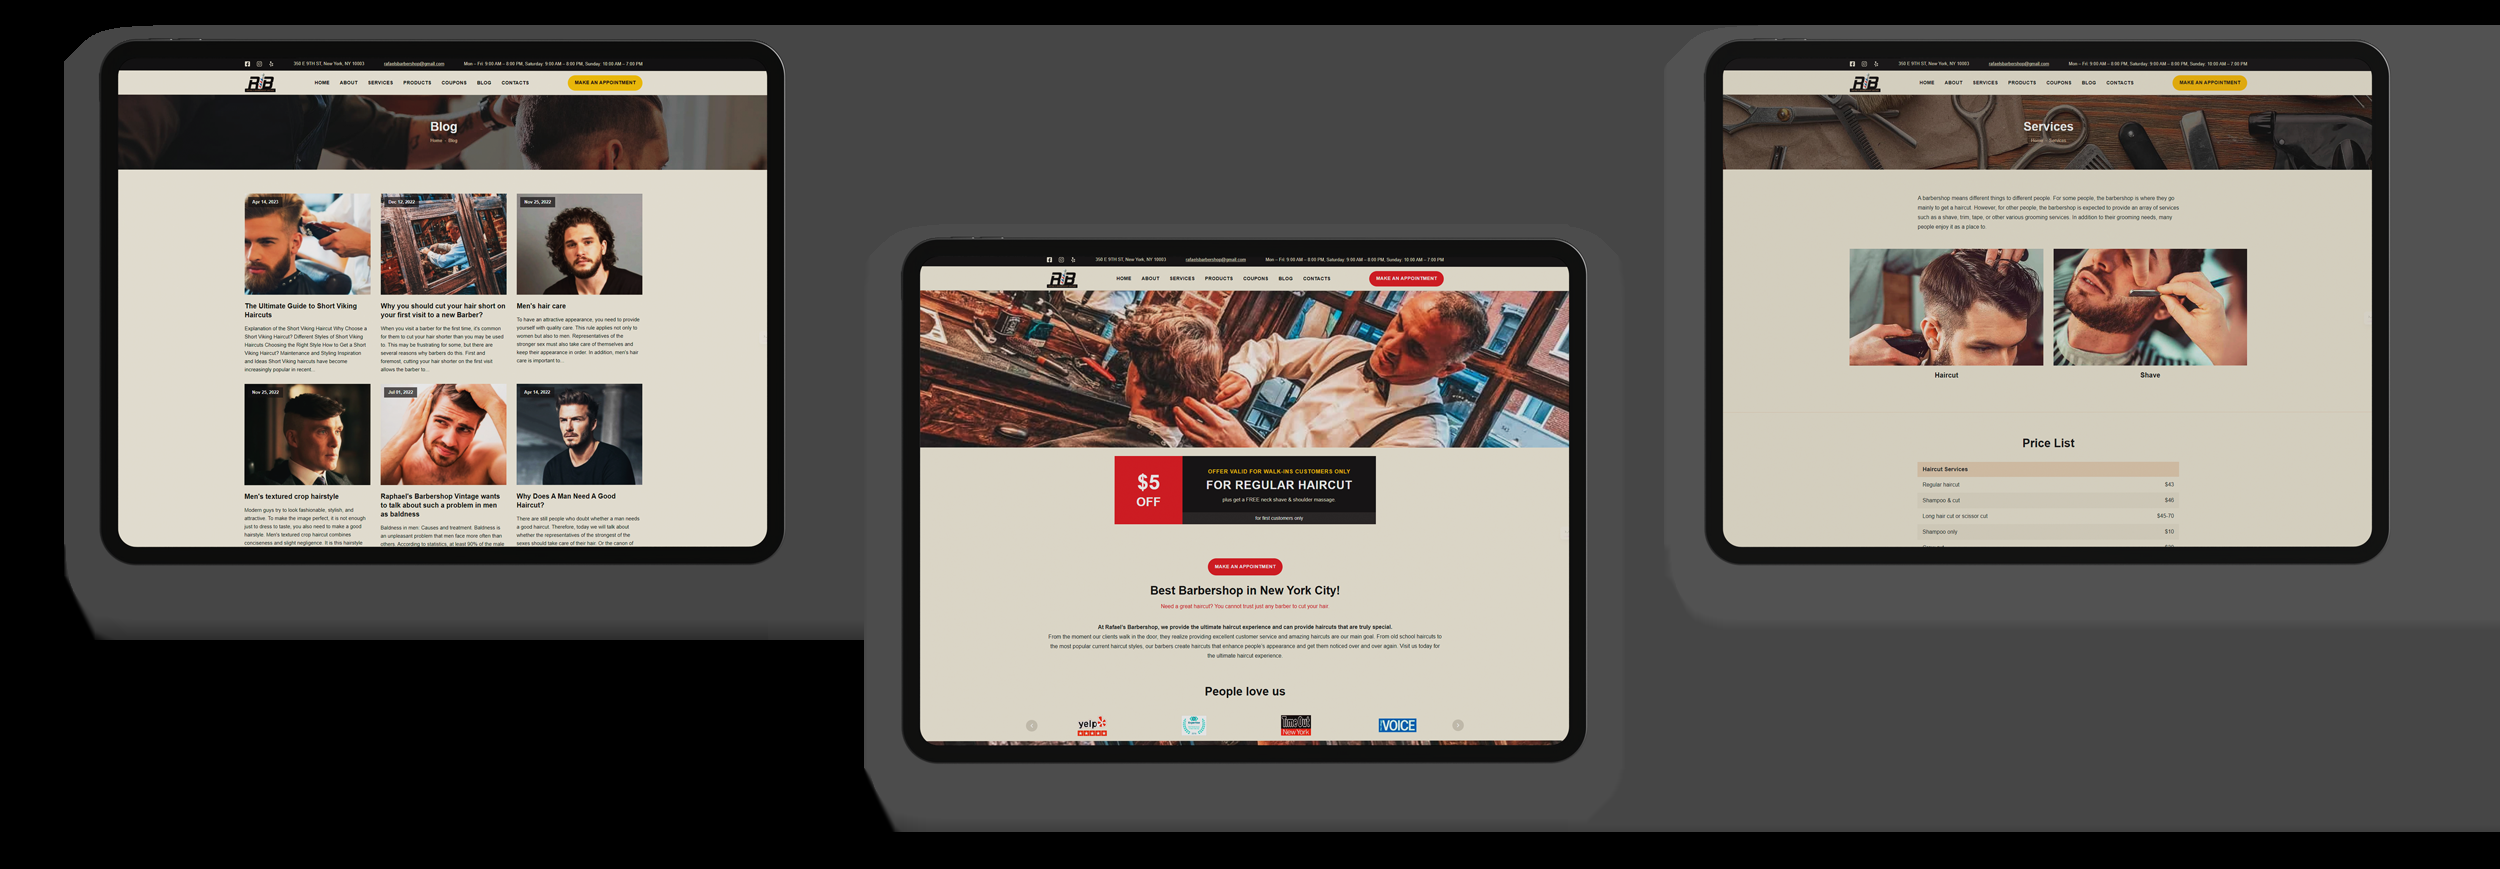 350 E 9TH ST, New York, NY 10003 rafaelsbarbershop@gmail.com Mon – Fri: 9:00 AM – 8:00 PM, Saturday: 9:00 AM – 8:00 PM, Sunday: 10:00 AM – 7:00 PM
HOME ABOUT SERVICES PRODUCTS COUPONS BLOG CONTACTS MAKE AN APPOINTMENT
Blog
Home - Blog
Apr 14, 2023
The Ultimate Guide to Short Viking
Haircuts
Explanation of the Short Viking Haircut Why Choose a
Short Viking Haircut? Different Styles of Short Viking
Haircuts Choosing the Right Style How to Get a Short
Viking Haircut? Maintenance and Styling Inspiration
and Ideas Short Viking haircuts have become
increasingly popular in recent...
Dec 12, 2022
Why you should cut your hair short on
your first visit to a new Barber?
When you visit a barber for the first time, it's common
for them to cut your hair shorter than you may be used
to. This may be frustrating for some, but there are
several reasons why barbers do this. First and
foremost, cutting your hair shorter on the first visit
allows the barber to...
Nov 25, 2022
Men's hair care
To have an attractive appearance, you need to provide
yourself with quality care. This rule applies not only to
women but also to men. Representatives of the
stronger sex must also take care of themselves and
keep their appearance in order. In addition, men's hair
care is important to...
Nov 25, 2022
Men's textured crop hairstyle
Modern guys try to look fashionable, stylish, and
attractive. To make the image perfect, it is not enough
just to dress to taste, you also need to make a good
hairstyle. Men's textured crop haircut combines
conciseness and slight negligence. It is this hairstyle
Jul 01, 2022
Raphael's Barbershop Vintage wants
to talk about such a problem in men
as baldness
Baldness in men: Causes and treatment. Baldness is
an unpleasant problem that men face more often than
others. According to statistics, at least 90% of the male
Apr 14, 2022
Why Does A Man Need A Good
Haircut?
There are still people who doubt whether a man needs
a good haircut. Therefore, today we will talk about
whether the representatives of the strongest of the
sexes should take care of their hair. Or the canon of
350 E 9TH ST, New York, NY 10003 rafaelsbarbershop@gmail.com Mon – Fri: 9:00 AM – 8:00 PM, Saturday: 9:00 AM – 8:00 PM, Sunday: 10:00 AM – 7:00 PM
HOME ABOUT SERVICES PRODUCTS COUPONS BLOG CONTACTS MAKE AN APPOINTMENT
$5
OFF
OFFER VALID FOR WALK-INS CUSTOMERS ONLY
FOR REGULAR HAIRCUT
plus get a FREE neck shave & shoulder massage.
for first customers only
MAKE AN APPOINTMENT
Best Barbershop in New York City!
Need a great haircut? You cannot trust just any barber to cut your hair
At Rafael's Barbershop, we provide the ultimate haircut experience and can provide haircuts that are truly special.
From the moment our clients walk in the door, they realize providing excellent customer service and amazing haircuts are our main goal. From old school haircuts to
the most popular current haircut styles, our barbers create haircuts that enhance people's appearance and get them noticed over and over again. Visit us today for
the ultimate haircut experience.
People love us
yelp
TimeOut
New York
VOICE
350 E 9TH ST, New York, NY 10003 rafaelsbarbershop@gmail.com Mon – Fri: 9:00 AM – 8:00 PM, Saturday: 9:00 AM – 8:00 PM, Sunday: 10:00 AM – 7:00 PM
HOME ABOUT SERVICES PRODUCTS COUPONS BLOG CONTACTS MAKE AN APPOINTMENT
Services
Home - Services
A barbershop means different things to different people. For some people, the barbershop is where they go
mainly to get a haircut. However, for other people, the barbershop is expected to provide an array of services
such as a shave, trim, tape, or other various grooming services. In addition to their grooming needs, many
people enjoy it as a place to.
Haircut
Shave
Price List
Haircut Services
Regular haircut $43
Shampoo & cut $46
Long hair cut or scissor cut $45-70
Shampoo only $10